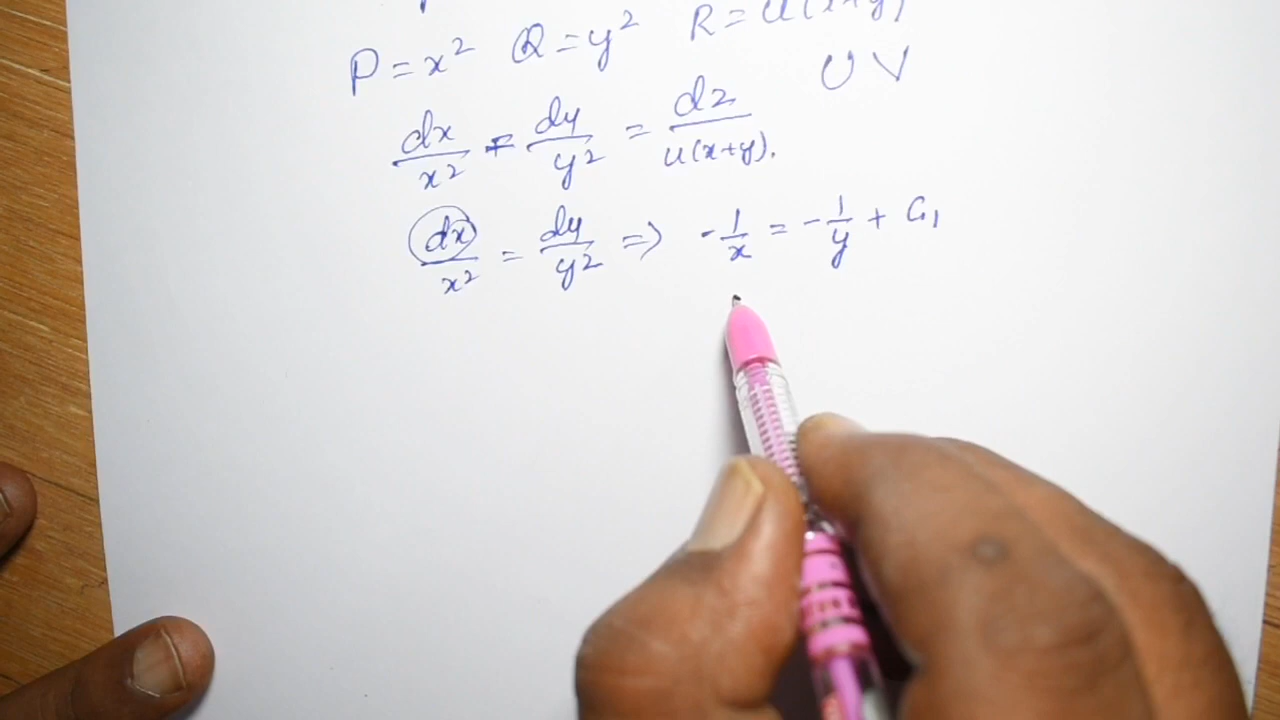 P = x² Q = y² R = u(x+y)
U V
dx/x² = dy/y² = dz/u(x+y).
dx/x² = dy/y² ⇒ -1/x = -1/y + C₁